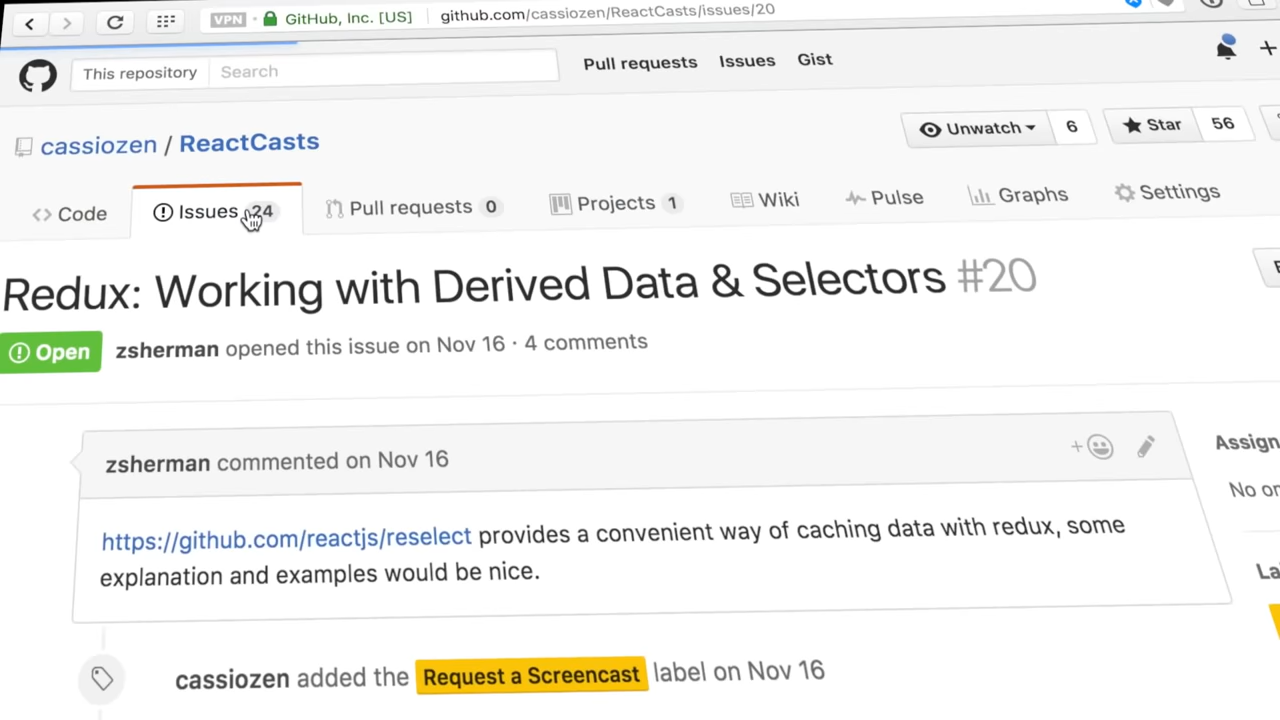 VPN GitHub, Inc. [US] github.com/cassiozen/ReactCasts/issues/20
This repository Search Pull requests Issues Gist
cassiozen / ReactCasts Unwatch 6 Star 56
Code Issues 24 Pull requests 0 Projects 1 Wiki Pulse Graphs Settings
Redux: Working with Derived Data & Selectors #20
Open zsherman opened this issue on Nov 16 · 4 comments
zsherman commented on Nov 16
Assign
No on
https://github.com/reactjs/reselect provides a convenient way of caching data with redux, some
explanation and examples would be nice.
La
cassiozen added the Request a Screencast label on Nov 16